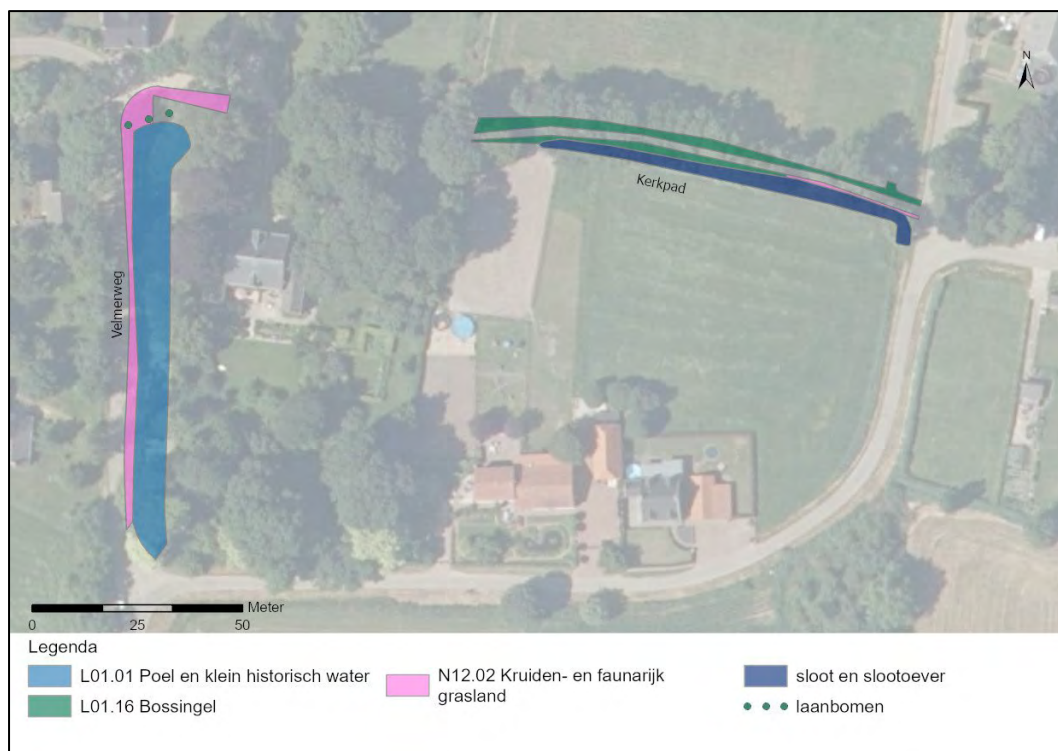 N
Kerkpad
Velmerweg
Meter
0 25 50
Legenda
L01.01 Poel en klein historisch water
L01.16 Bossingel
N12.02 Kruiden- en faunarijk
grasland
sloot en slootoever
laanbomen